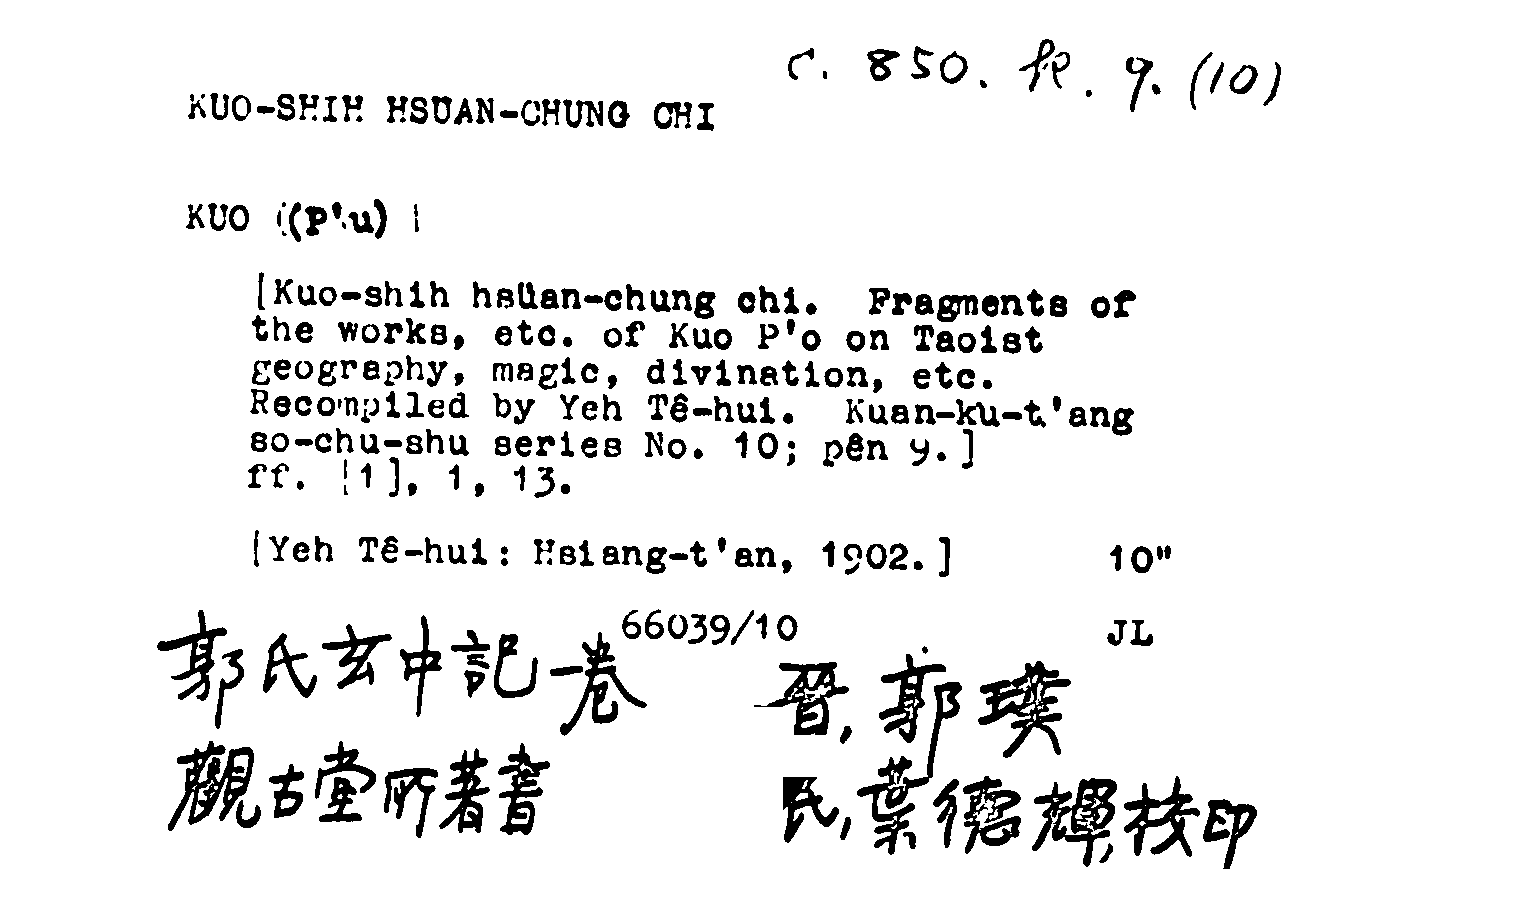 C. 850. k. 9. (10)
KUO-SHIH HSÜAN-CHUNG CHI
KUO (P'u)
[Kuo-shih hsüan-chung chi. Fragments of
the works, etc. of Kuo P'o on Taoist
geography, magic, divination, etc.
Recompiled by Yeh Tê-hui. Kuan-ku-t'ang
so-chu-shu series No. 10; pên 9.]
ff. [1], 1, 13.
[Yeh Tê-hui: Hsiang-t'an, 1902.] 10"
66039/10 JL
郭氏玄中記一卷 晉, 郭璞
觀古堂所著書 民, 葉德輝, 校印